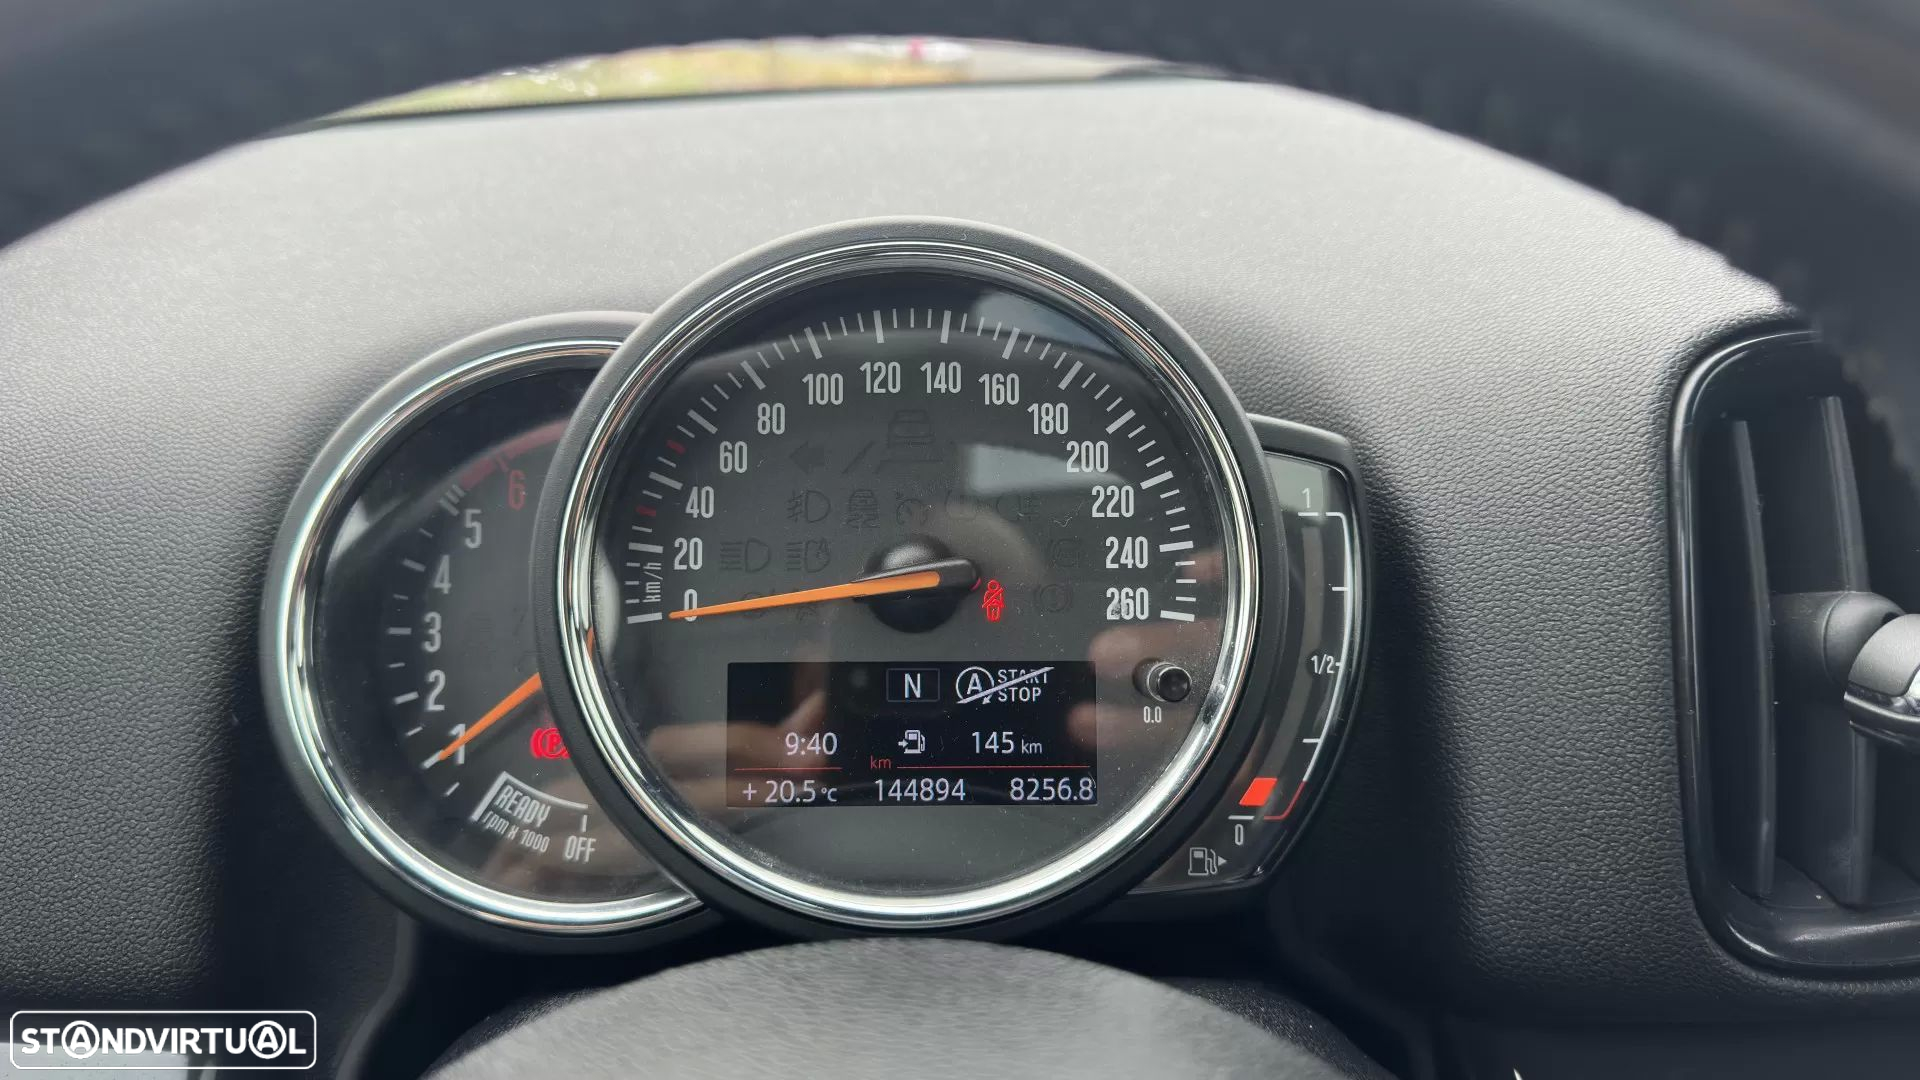 0
20
40
60
80
100
120
140
160
180
200
220
240
260
km/h
1
2
3
4
5
6
READY
rpm x 1000
OFF
N
A START
STOP
0.0
9:40
145 km
km
+ 20.5°C
144894
8256.8
P
1
1/2
0
STANDVIRTUAL